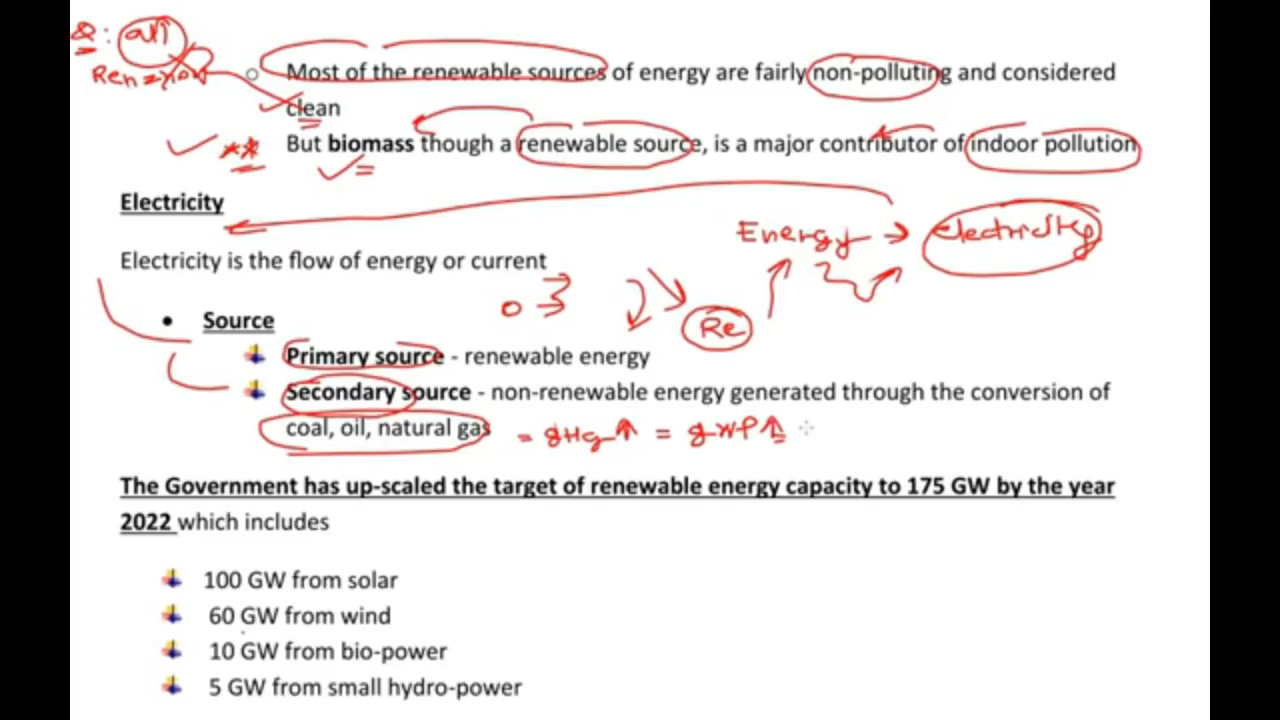 Q : all
Most of the renewable sources of energy are fairly non-polluting and considered
clean
But biomass though a renewable source, is a major contributor of indoor pollution
Electricity
Energy → electricity
Electricity is the flow of energy or current
Re
• Source
Primary source - renewable energy
Secondary source - non-renewable energy generated through the conversion of
coal, oil, natural gas = gHg ↑ = gwp ↑
The Government has up-scaled the target of renewable energy capacity to 175 GW by the year
2022 which includes
100 GW from solar
60 GW from wind
10 GW from bio-power
5 GW from small hydro-power